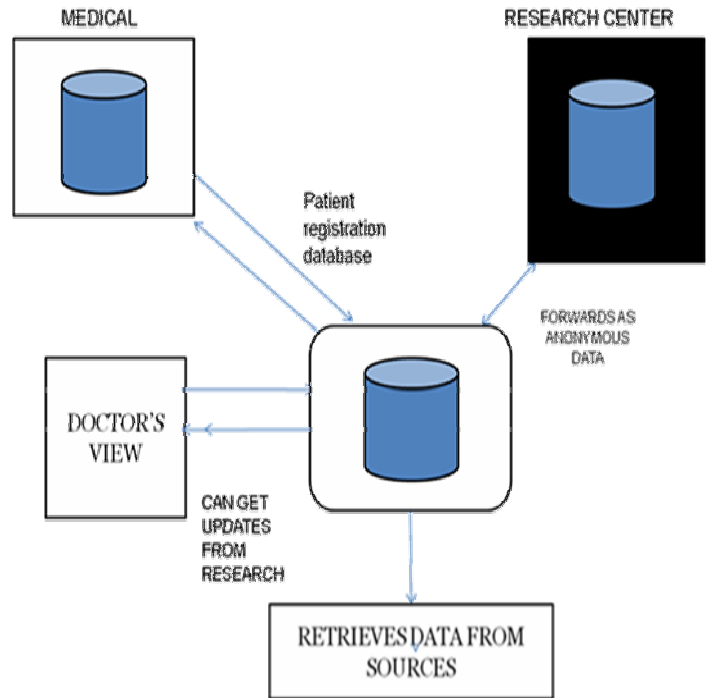 MEDICAL
RESEARCH CENTER
Patient
registration
database
FORWARDS AS
ANONYMOUS
DATA
DOCTOR'S
VIEW
CAN GET
UPDATES
FROM
RESEARCH
RETRIEVES DATA FROM
SOURCES